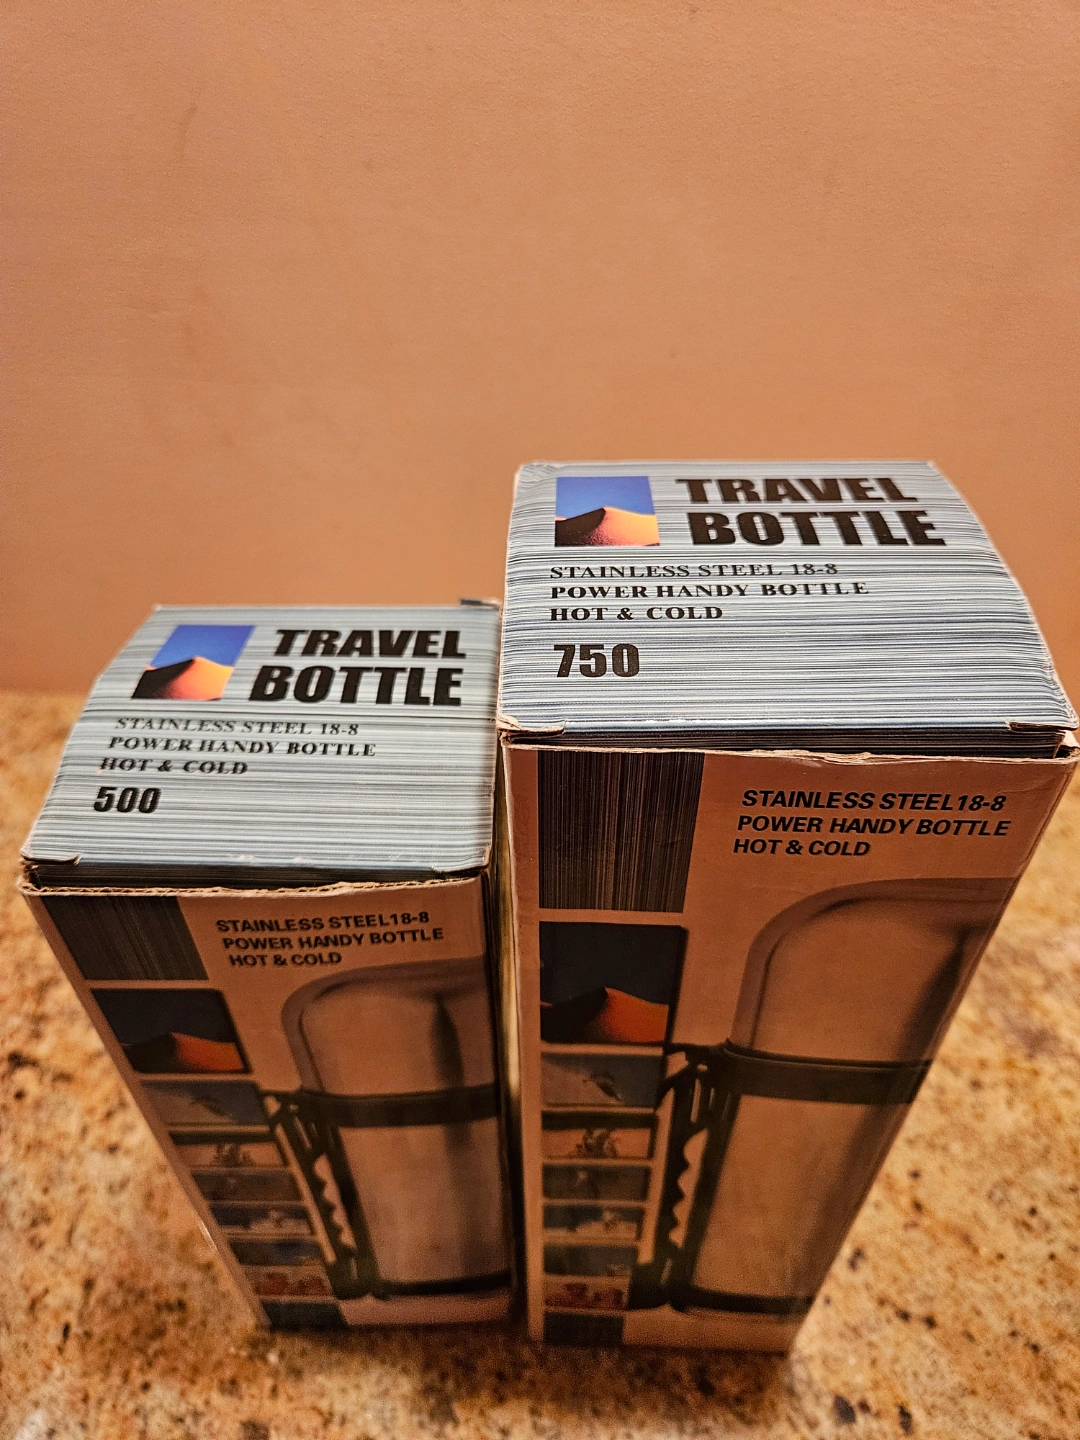 TRAVEL
BOTTLE
STAINLESS STEEL 18-8
POWER HANDY BOTTLE
HOT & COLD
500
STAINLESS STEEL18-8
POWER HANDY BOTTLE
HOT & COLD
TRAVEL
BOTTLE
STAINLESS STEEL 18-8
POWER HANDY BOTTLE
HOT & COLD
750
STAINLESS STEEL18-8
POWER HANDY BOTTLE
HOT & COLD